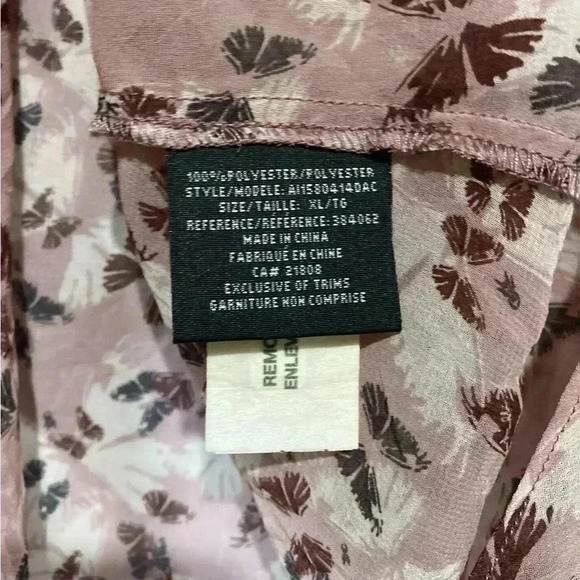 100%POLYESTER/POLYESTER
STYLE/MODELE: AI1580414DAC
SIZE/TAILLE: XL/TG
REFERENCE/RÉFÉRENCE: 384062
MADE IN CHINA
FABRIQUÉ EN CHINE
CA# 21808
EXCLUSIVE OF TRIMS
GARNITURE NON COMPRISE
REMO
ENLEV